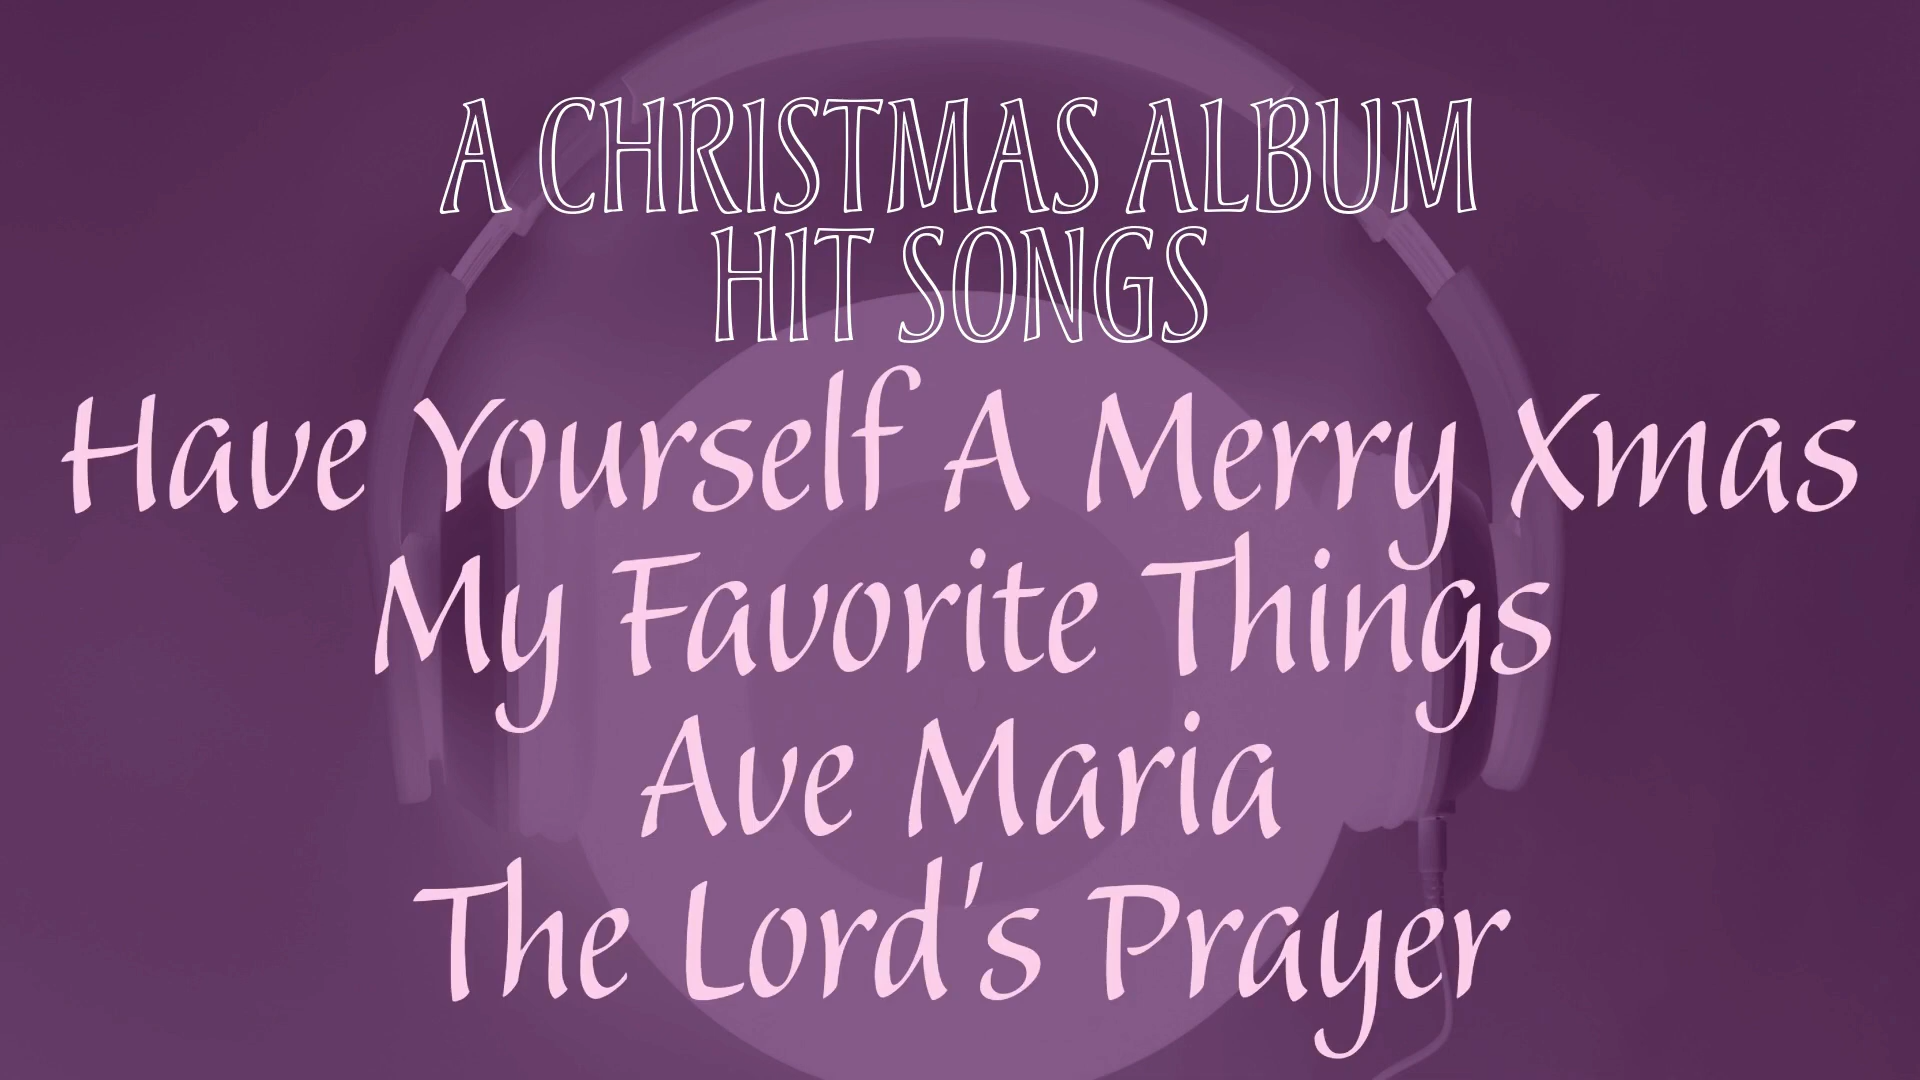 A CHRISTMAS ALBUM
HIT SONGS
Have Yourself A Merry Xmas
My Favorite Things
Ave Maria
The Lord's Prayer